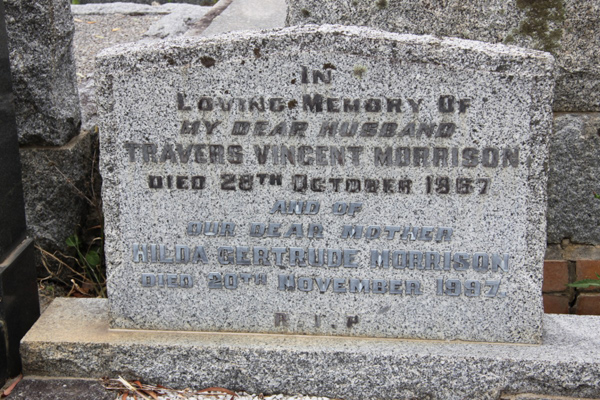 IN
LOVING MEMORY OF
MY DEAR HUSBAND
TRAVERS VINCENT MORRISON
DIED 28TH OCTOBER 1967
AND OF
OUR DEAR MOTHER
HILDA GERTRUDE MORRISON
DIED 20TH NOVEMBER 1997
R I P